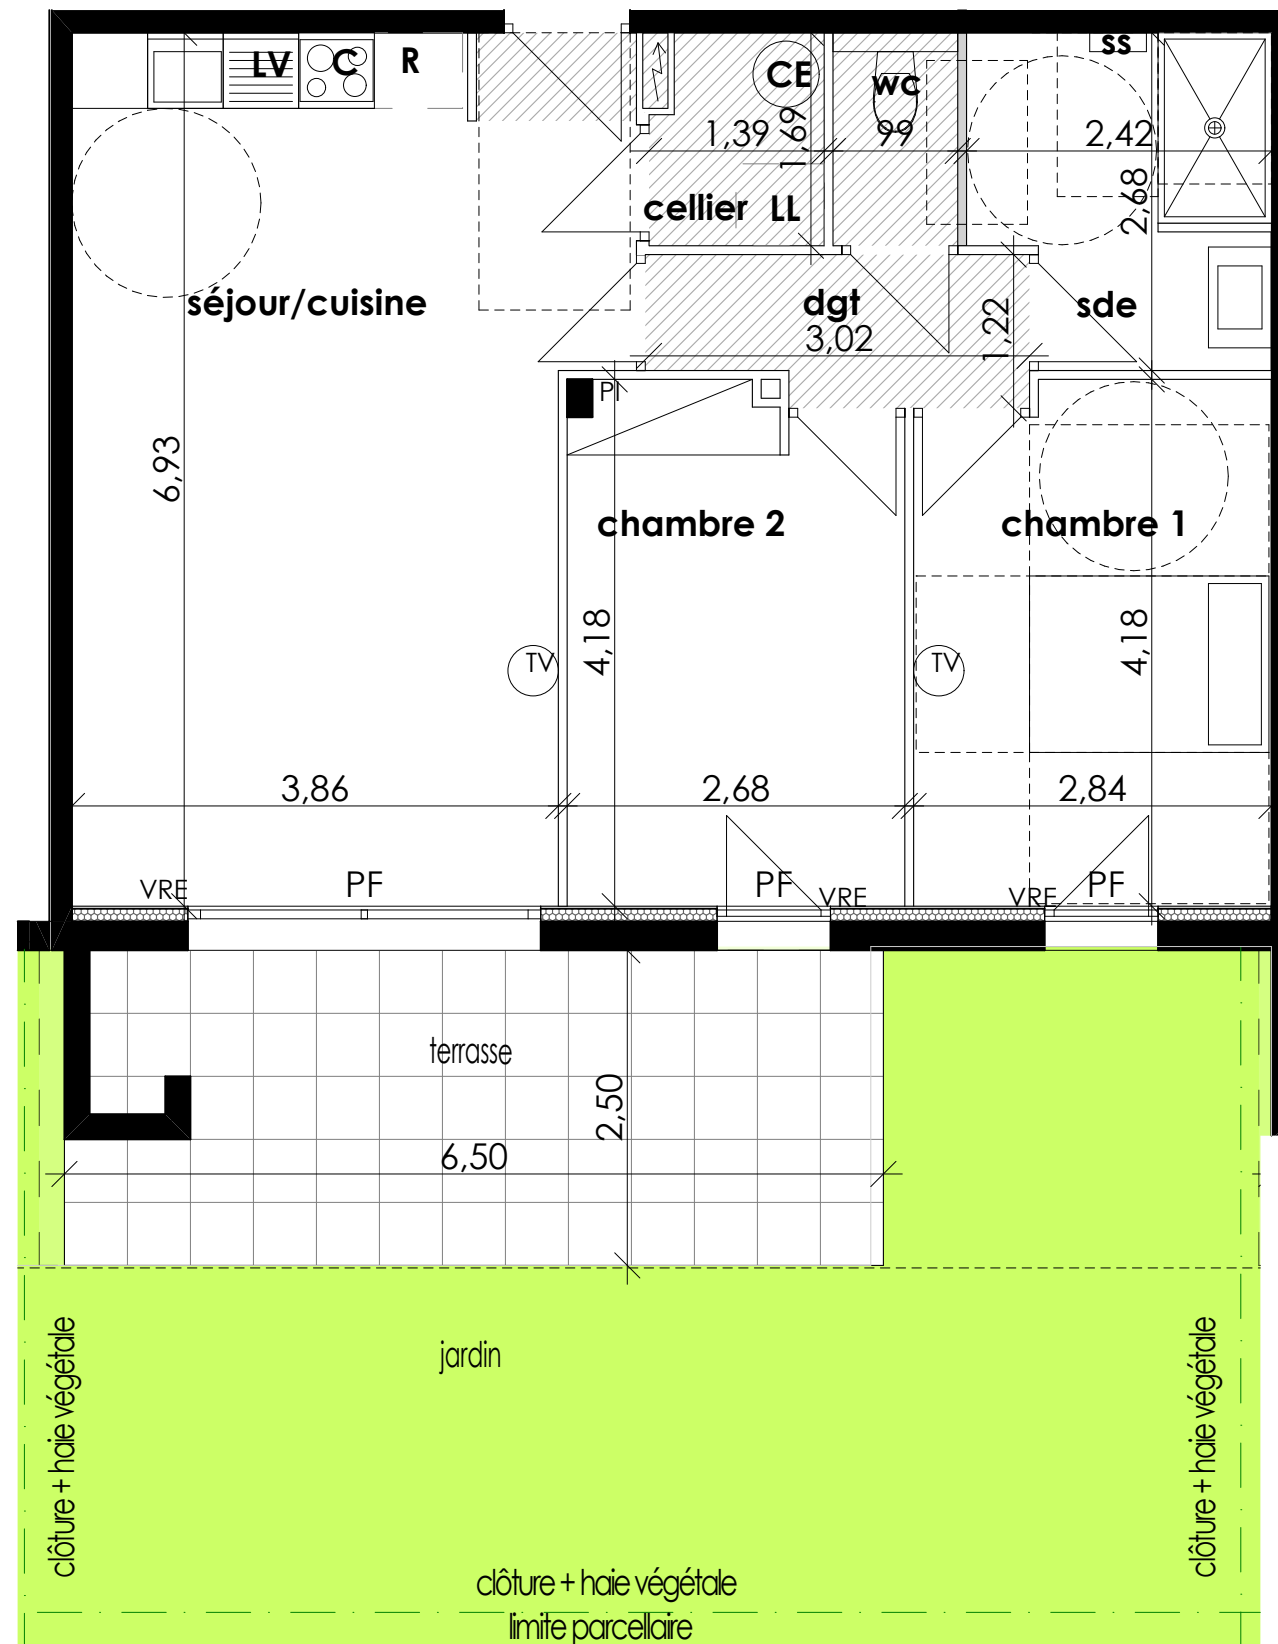 LV C R
CE
wc
ss
1,39
1,69
99
2,42
2,68
cellier LL
séjour/cuisine
dgt
3,02
1,22
sde
Pl
6,93
chambre 2
chambre 1
4,18
4,18
TV
TV
3,86
2,68
2,84
VRE
PF
PF
VRE
VRE
PF
terrasse
2,50
6,50
jardin
clôture + haie végétale
clôture + haie végétale
clôture + haie végétale
limite parcellaire